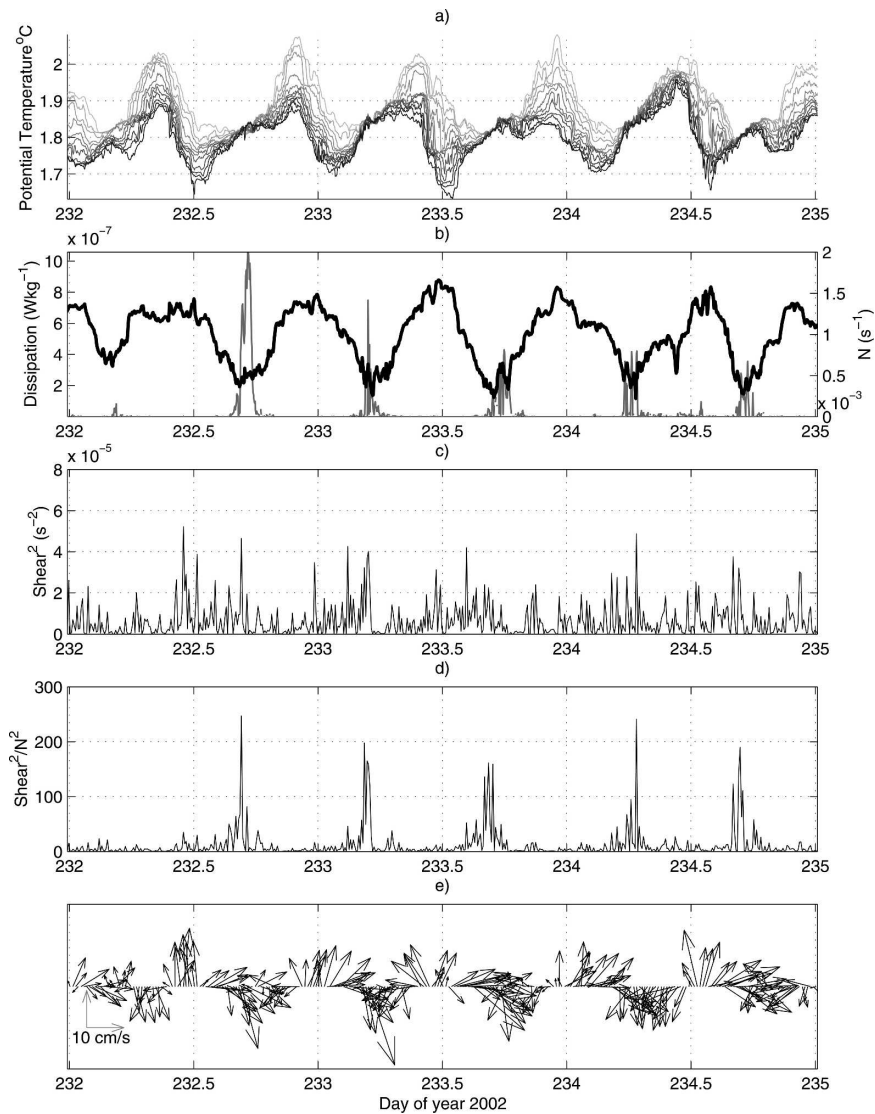 a)
Potential Temperature°C
2
1.9
1.8
1.7
232 232.5 233 233.5 234 234.5 235
b)
x 10⁻⁷
Dissipation (Wkg⁻¹)
10
8
6
4
2
2
1.5
1
0.5
0
x 10⁻³
N (s⁻¹)
232 232.5 233 233.5 234 234.5 235
c)
x 10⁻⁵
Shear² (s⁻²)
8
6
4
2
0
232 232.5 233 233.5 234 234.5 235
d)
Shear²/N²
300
200
100
0
232 232.5 233 233.5 234 234.5 235
e)
10 cm/s
232 232.5 233 233.5 234 234.5 235
Day of year 2002